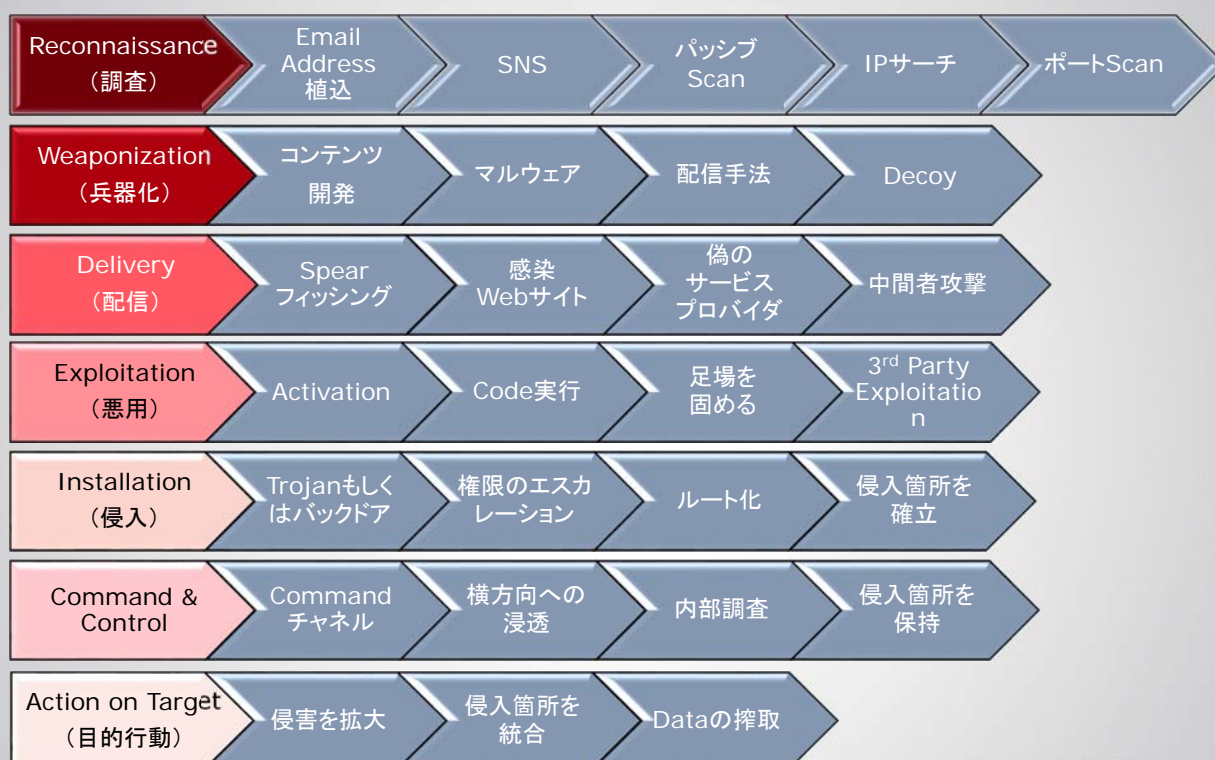 Reconnaissance
（調査）
Email
Address
植込
SNS
パッシブ
Scan
IPサーチ
ポートScan
Weaponization
（兵器化）
コンテンツ
開発
マルウェア
配信手法
Decoy
Delivery
（配信）
Spear
フィッシング
感染
Webサイト
偽の
サービス
プロバイダ
中間者攻撃
Exploitation
（悪用）
Activation
Code実行
足場を
固める
3rd Party
Exploitatio
n
Installation
（侵入）
Trojanもしく
はバックドア
権限のエスカ
レーション
ルート化
侵入箇所を
確立
Command &
Control
Command
チャネル
横方向への
浸透
内部調査
侵入箇所を
保持
Action on Target
（目的行動）
侵害を拡大
侵入箇所を
統合
Dataの搾取